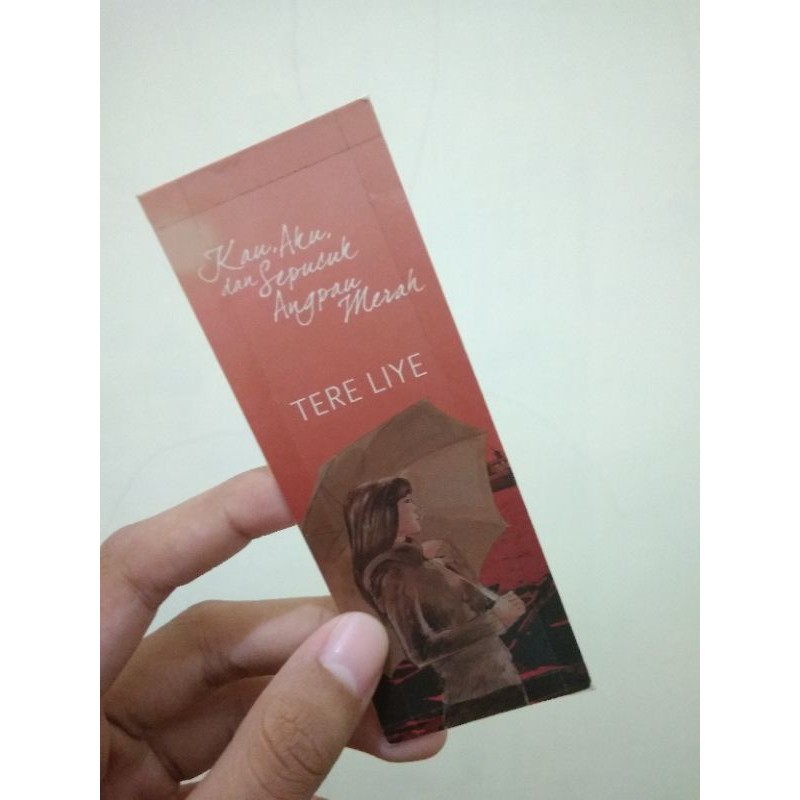 Kau, Aku,
dan Sepucuk
Angpau
Merah
TERE LIYE